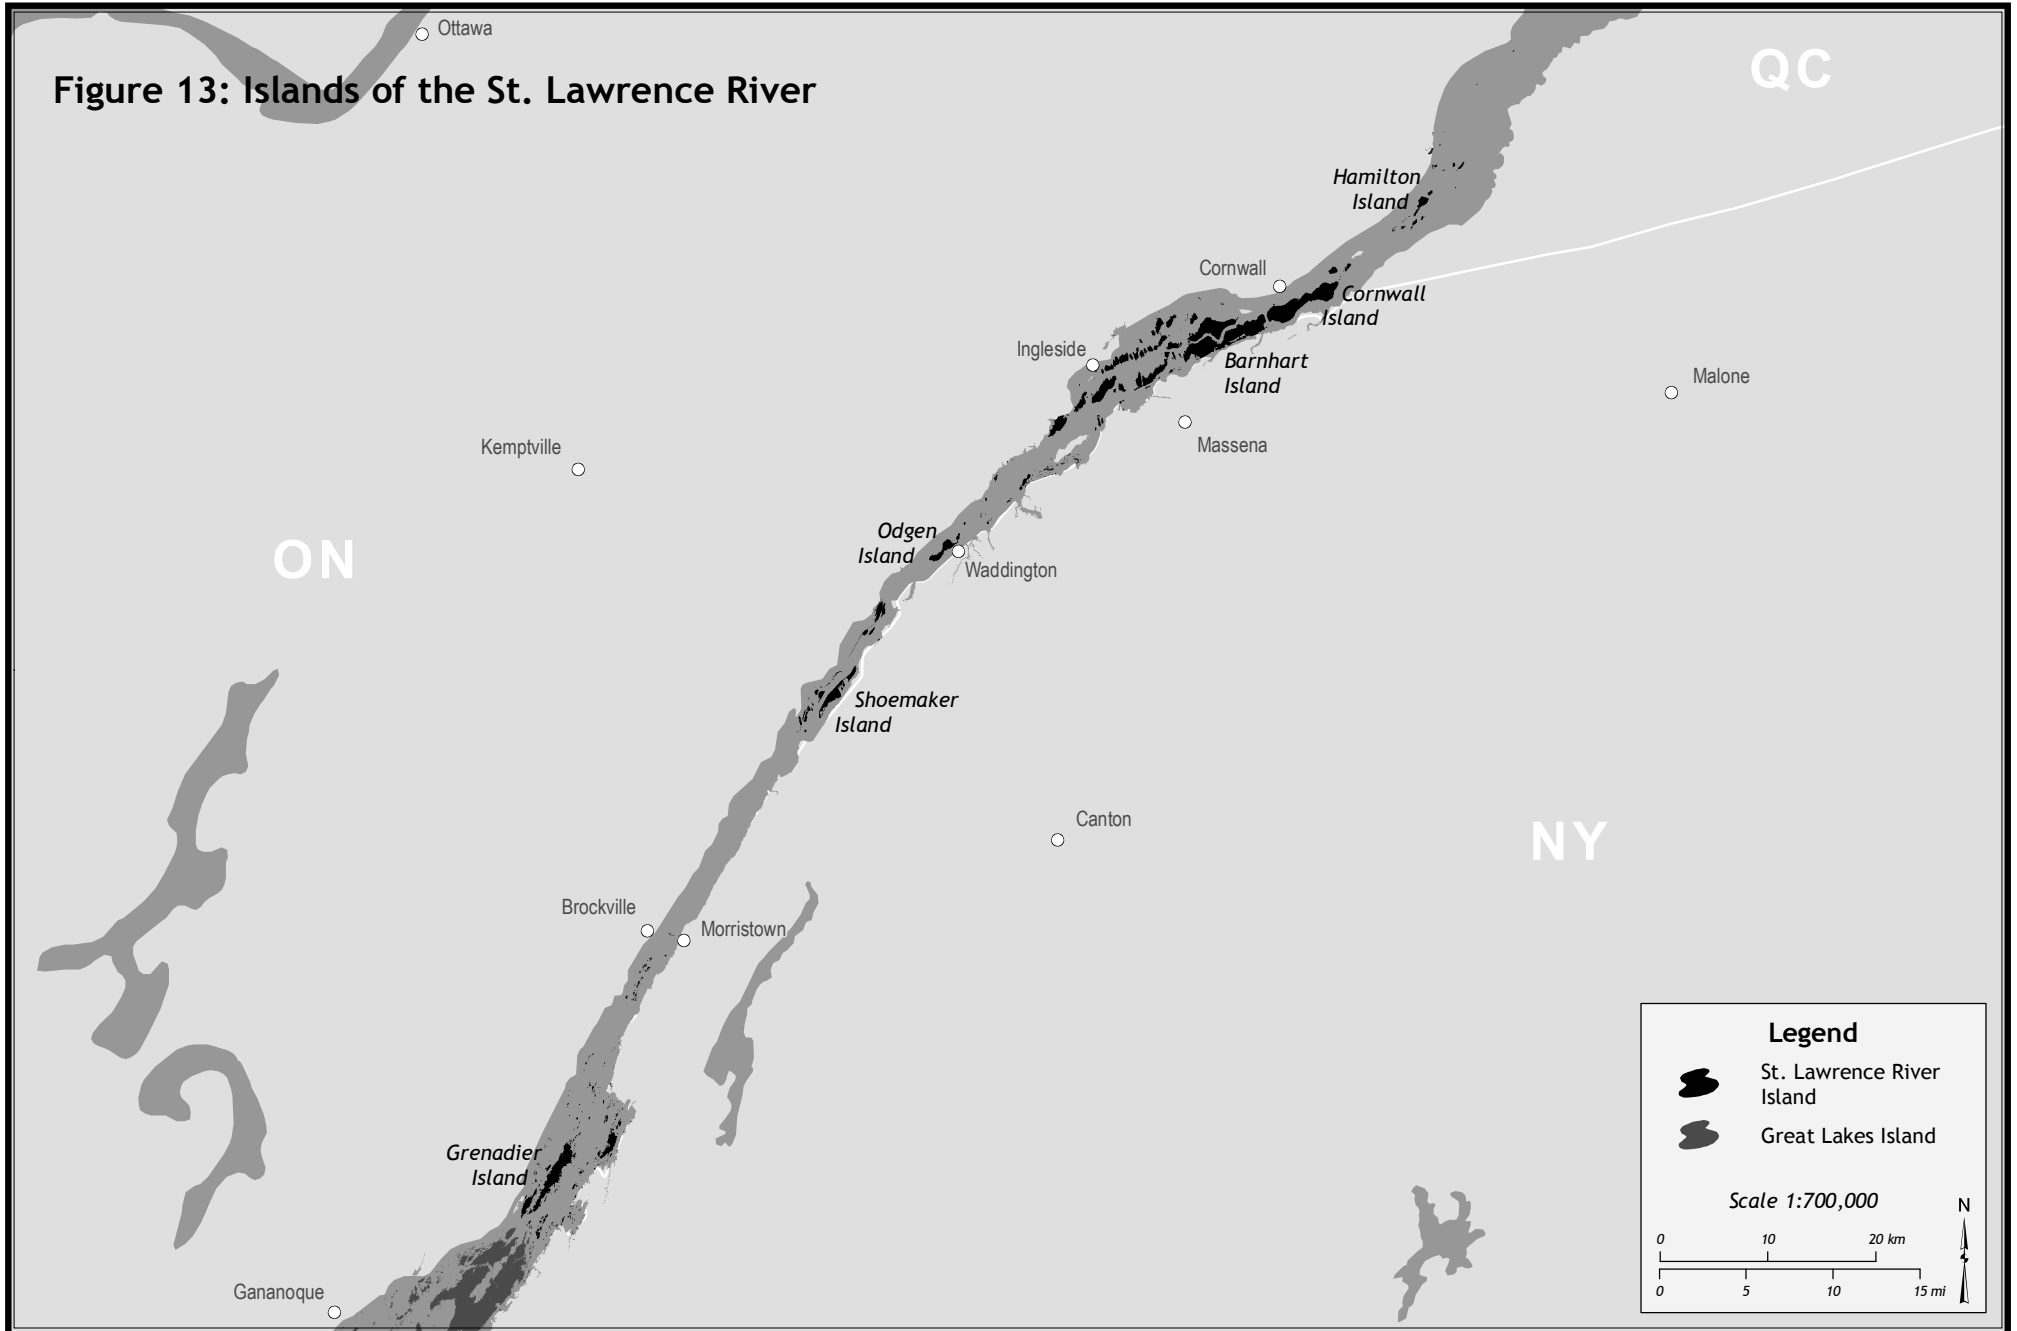 Ottawa
Figure 13: Islands of the St. Lawrence River
QC
Hamilton
Island
Cornwall
Cornwall
Island
Ingleside
Barnhart
Island
Malone
Massena
Kemptville
Odgen
Island
ON
Waddington
Shoemaker
Island
Canton
NY
Brockville
Morristown
Grenadier
Island
Gananoque
Legend
St. Lawrence River
Island
Great Lakes Island
Scale 1:700,000
N
0 10 20 km
0 5 10 15 mi